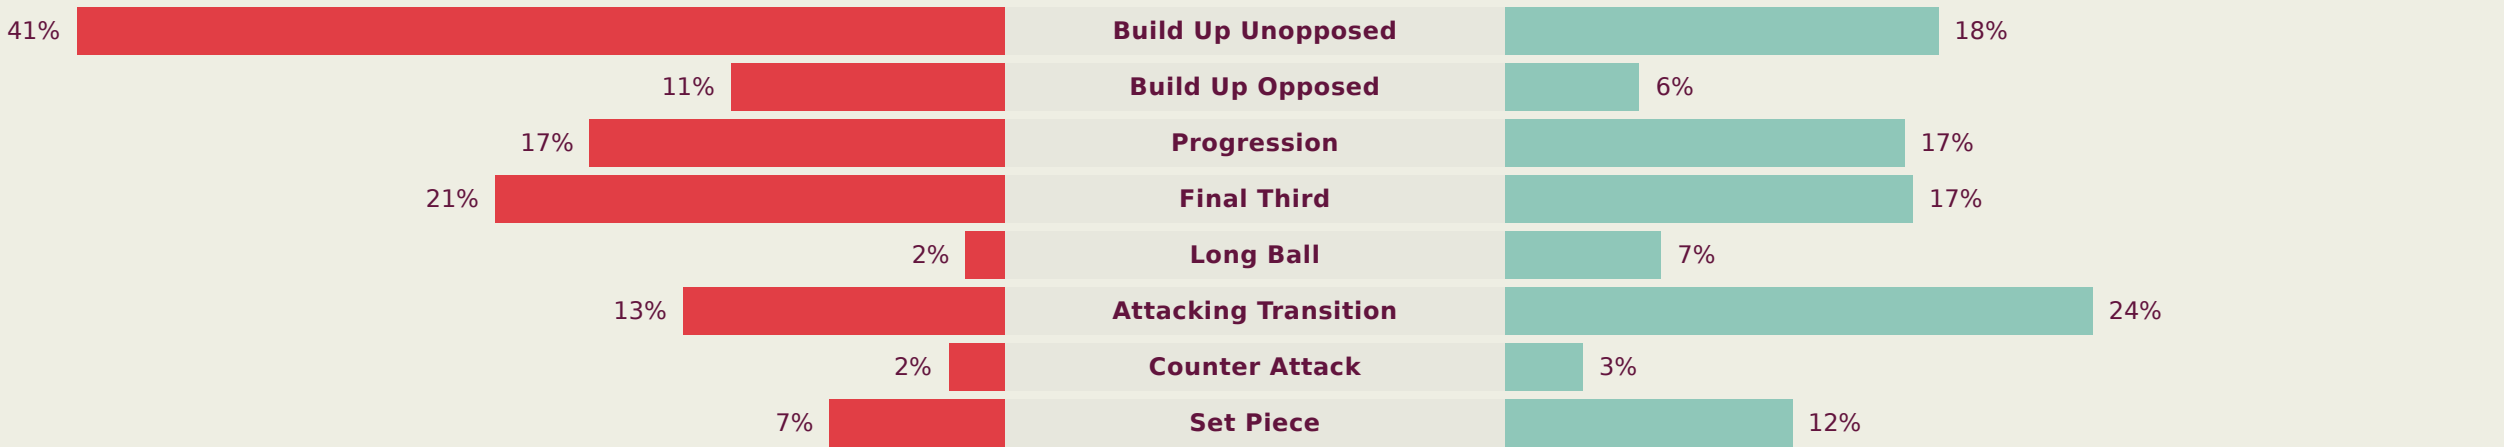 41% Build Up Unopposed 18%
11% Build Up Opposed 6%
17% Progression 17%
21% Final Third 17%
2% Long Ball 7%
13% Attacking Transition 24%
2% Counter Attack 3%
7% Set Piece 12%